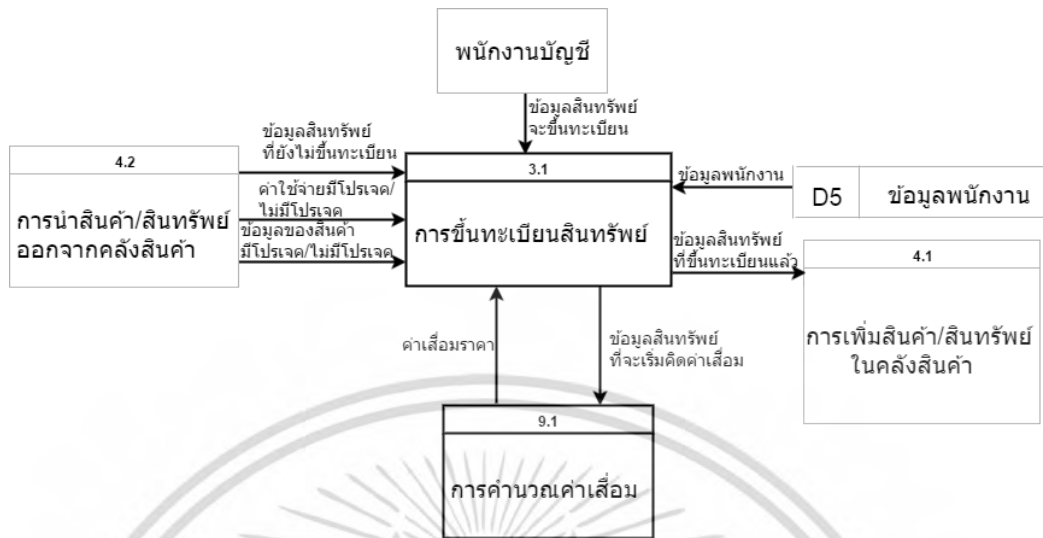 พนักงานบัญชี
ข้อมูลสินทรัพย์
จะขึ้นทะเบียน
ข้อมูลสินทรัพย์
ที่ยังไม่ขึ้นทะเบียน
4.2
การนำสินค้า/สินทรัพย์
ออกจากคลังสินค้า
ค่าใช้จ่ายมีโปรเจค/
ไม่มีโปรเจค
ข้อมูลของสินค้า
มีโปรเจค/ไม่มีโปรเจค
3.1
การขึ้นทะเบียนสินทรัพย์
ข้อมูลพนักงาน
D5
ข้อมูลพนักงาน
ข้อมูลสินทรัพย์
ที่ขึ้นทะเบียนแล้ว
4.1
การเพิ่มสินค้า/สินทรัพย์
ในคลังสินค้า
ค่าเสื่อมราคา
ข้อมูลสินทรัพย์
ที่จะเริ่มคิดค่าเสื่อม
9.1
การคำนวณค่าเสื่อม